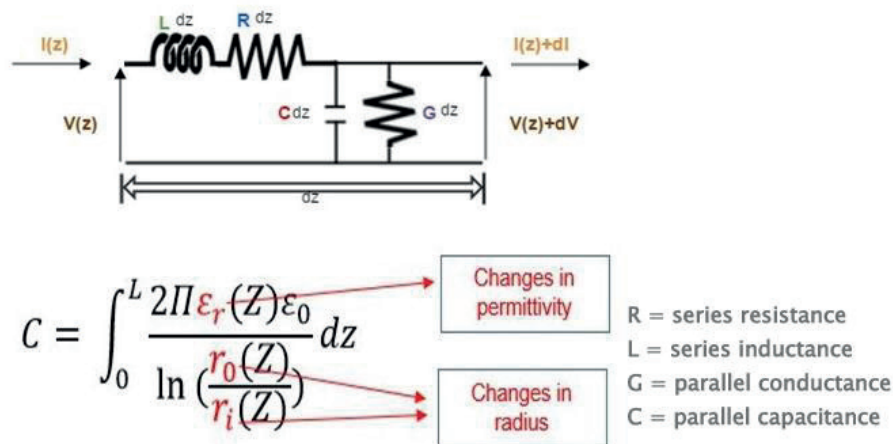 L dz R dz
I(z) I(z)+dI
V(z) C dz G dz V(z)+dV
dz
C = ∫₀ᴸ 2Πε_r(Z)ε₀ / ln (r₀(Z)/r_i(Z)) dz
Changes in
permittivity
Changes in
radius
R = series resistance
L = series inductance
G = parallel conductance
C = parallel capacitance